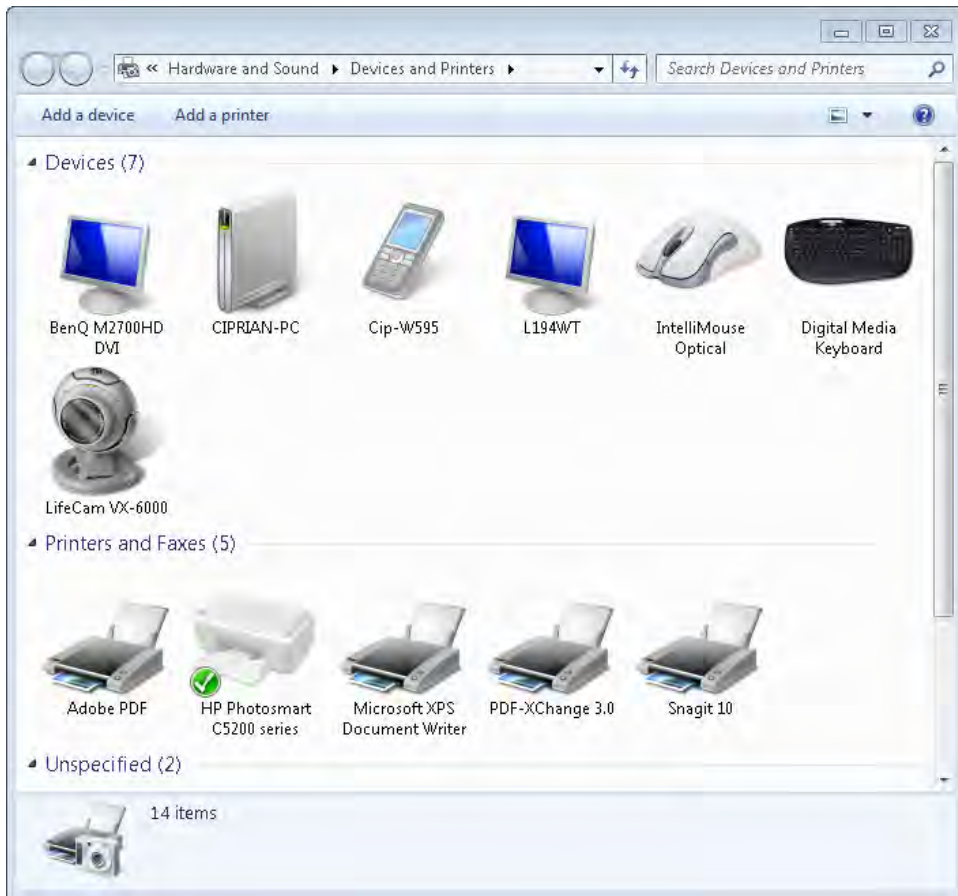 « Hardware and Sound ▸ Devices and Printers ▸ Search Devices and Printers
Add a device Add a printer
Devices (7)
BenQ M2700HD DVI
CIPRIAN-PC
Cip-W595
L194WT
IntelliMouse Optical
Digital Media Keyboard
LifeCam VX-6000
Printers and Faxes (5)
Adobe PDF
HP Photosmart C5200 series
Microsoft XPS Document Writer
PDF-XChange 3.0
Snagit 10
Unspecified (2)
14 items